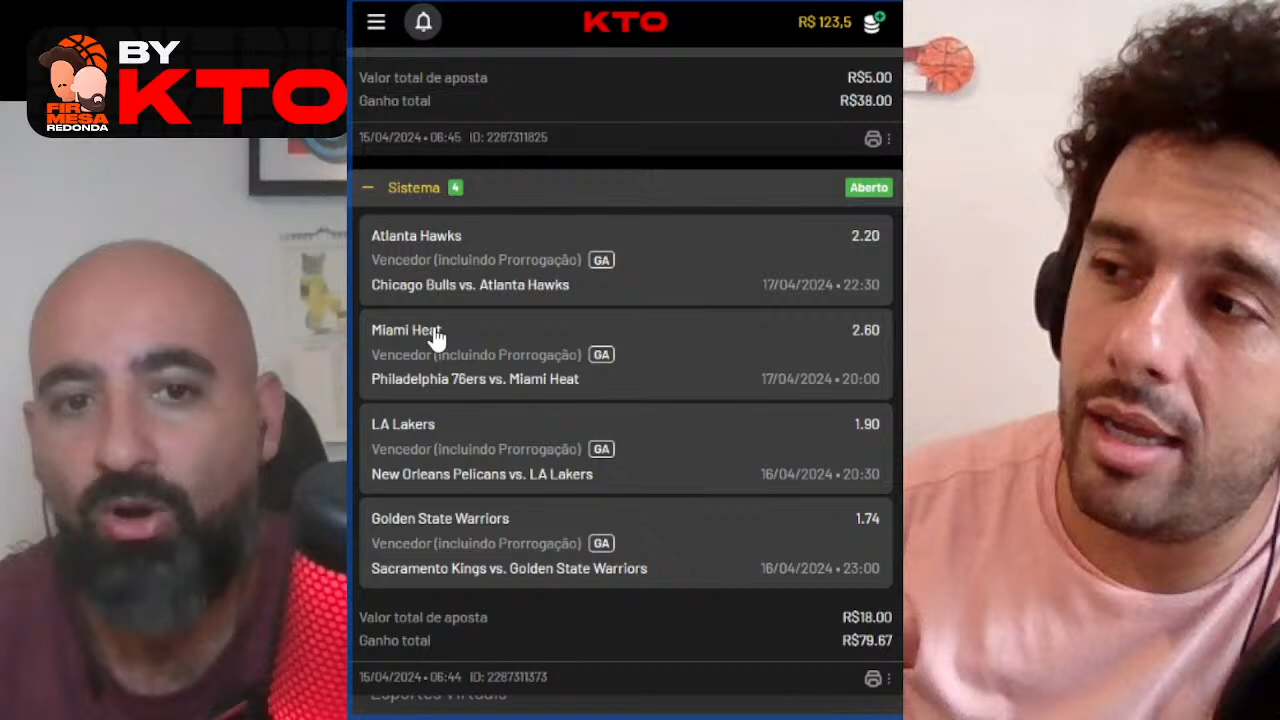 BY
KTO
FIR
MESA
REDONDA
KTO
R$ 123,5
Valor total de aposta R$5.00
Ganho total R$38.00
15/04/2024 • 06:45 ID: 2287311825
Sistema 4 Aberto
Atlanta Hawks 2.20
Vencedor (incluindo Prorrogação) GA
Chicago Bulls vs. Atlanta Hawks 17/04/2024 • 22:30
Miami Heat 2.60
Vencedor (incluindo Prorrogação) GA
Philadelphia 76ers vs. Miami Heat 17/04/2024 • 20:00
LA Lakers 1.90
Vencedor (incluindo Prorrogação) GA
New Orleans Pelicans vs. LA Lakers 16/04/2024 • 20:30
Golden State Warriors 1.74
Vencedor (incluindo Prorrogação) GA
Sacramento Kings vs. Golden State Warriors 16/04/2024 • 23:00
Valor total de aposta R$18.00
Ganho total R$79.67
15/04/2024 • 06:44 ID: 2287311373
Esportes Virtuais